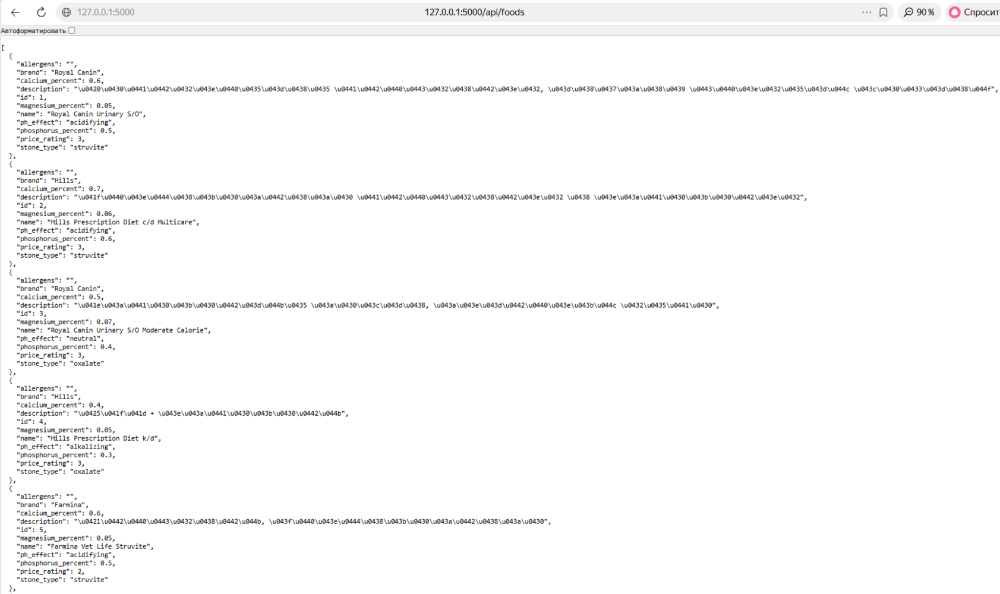 127.0.0.1:5000
127.0.0.1:5000/api/foods
90 %
Спросит
Автоформатировать
[
{
"allergens": "",
"brand": "Royal Canin",
"calcium_percent": 0.6,
"description": "\u0420\u0430\u0441\u0442\u0432\u043e\u0440\u0435\u043d\u0438\u0435 \u0441\u0442\u0440\u0443\u0432\u0438\u0442\u043e\u0432, \u043d\u0438\u0437\u043a\u0438\u0439 \u0443\u0440\u043e\u0432\u0435\u043d\u044c \u043c\u0430\u0433\u043d\u0438\u044f",
"id": 1,
"magnesium_percent": 0.05,
"name": "Royal Canin Urinary S/O",
"ph_effect": "acidifying",
"phosphorus_percent": 0.5,
"price_rating": 3,
"stone_type": "struvite"
},
{
"allergens": "",
"brand": "Hills",
"calcium_percent": 0.7,
"description": "\u041f\u0440\u043e\u0444\u0438\u043b\u0430\u043a\u0442\u0438\u043a\u0430 \u0441\u0442\u0440\u0443\u0432\u0438\u0442\u043e\u0432 \u0438 \u043e\u043a\u0441\u0430\u043b\u0430\u0442\u043e\u0432",
"id": 2,
"magnesium_percent": 0.06,
"name": "Hills Prescription Diet c/d Multicare",
"ph_effect": "acidifying",
"phosphorus_percent": 0.6,
"price_rating": 3,
"stone_type": "struvite"
},
{
"allergens": "",
"brand": "Royal Canin",
"calcium_percent": 0.5,
"description": "\u041e\u043a\u0441\u0430\u043b\u0430\u0442\u043d\u044b\u0435 \u043a\u0430\u043c\u043d\u0438, \u043a\u043e\u043d\u0442\u0440\u043e\u043b\u044c \u0432\u0435\u0441\u0430",
"id": 3,
"magnesium_percent": 0.07,
"name": "Royal Canin Urinary S/O Moderate Calorie",
"ph_effect": "neutral",
"phosphorus_percent": 0.4,
"price_rating": 3,
"stone_type": "oxalate"
},
{
"allergens": "",
"brand": "Hills",
"calcium_percent": 0.4,
"description": "\u0425\u041f\u041d + \u043e\u043a\u0441\u0430\u043b\u0430\u0442\u044b",
"id": 4,
"magnesium_percent": 0.05,
"name": "Hills Prescription Diet k/d",
"ph_effect": "alkalizing",
"phosphorus_percent": 0.3,
"price_rating": 3,
"stone_type": "oxalate"
},
{
"allergens": "",
"brand": "Farmina",
"calcium_percent": 0.6,
"description": "\u0421\u0442\u0440\u0443\u0432\u0438\u0442\u044b, \u043f\u0440\u043e\u0444\u0438\u043b\u0430\u043a\u0442\u0438\u043a\u0430",
"id": 5,
"magnesium_percent": 0.05,
"name": "Farmina Vet Life Struvite",
"ph_effect": "acidifying",
"phosphorus_percent": 0.5,
"price_rating": 2,
"stone_type": "struvite"
},